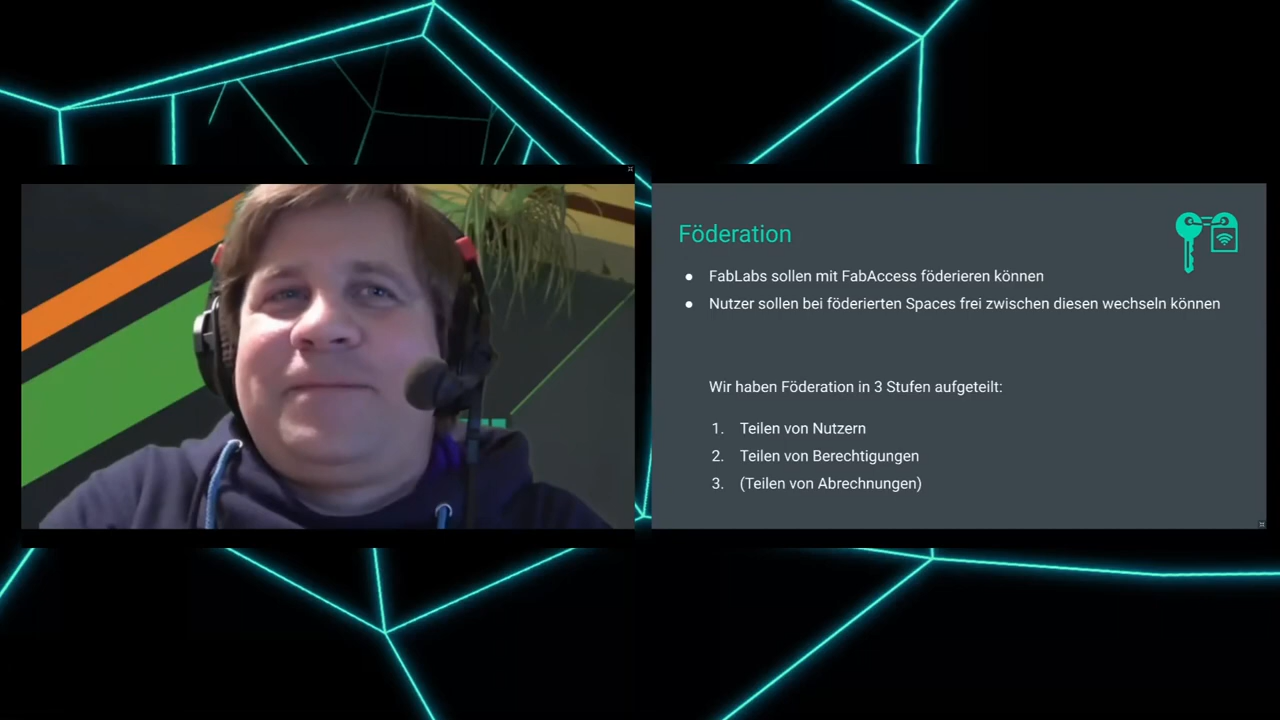 Föderation
● FabLabs sollen mit FabAccess föderieren können
● Nutzer sollen bei föderierten Spaces frei zwischen diesen wechseln können
Wir haben Föderation in 3 Stufen aufgeteilt:
1. Teilen von Nutzern
2. Teilen von Berechtigungen
3. (Teilen von Abrechnungen)